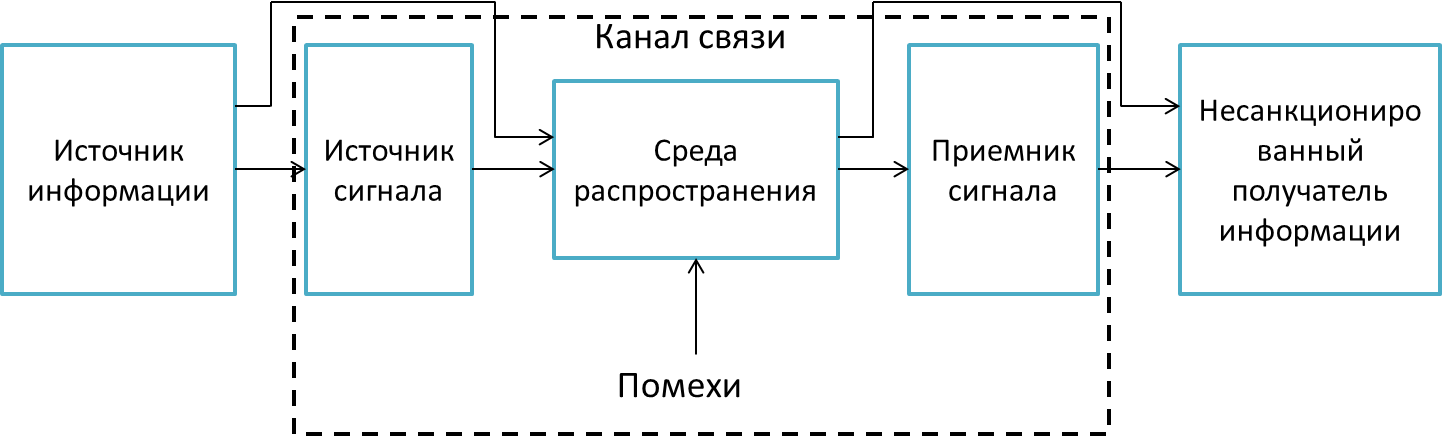 Канал связи
Источник
информации
Источник
сигнала
Среда
распространения
Приемник
сигнала
Несанкциониро
ванный
получатель
информации
Помехи